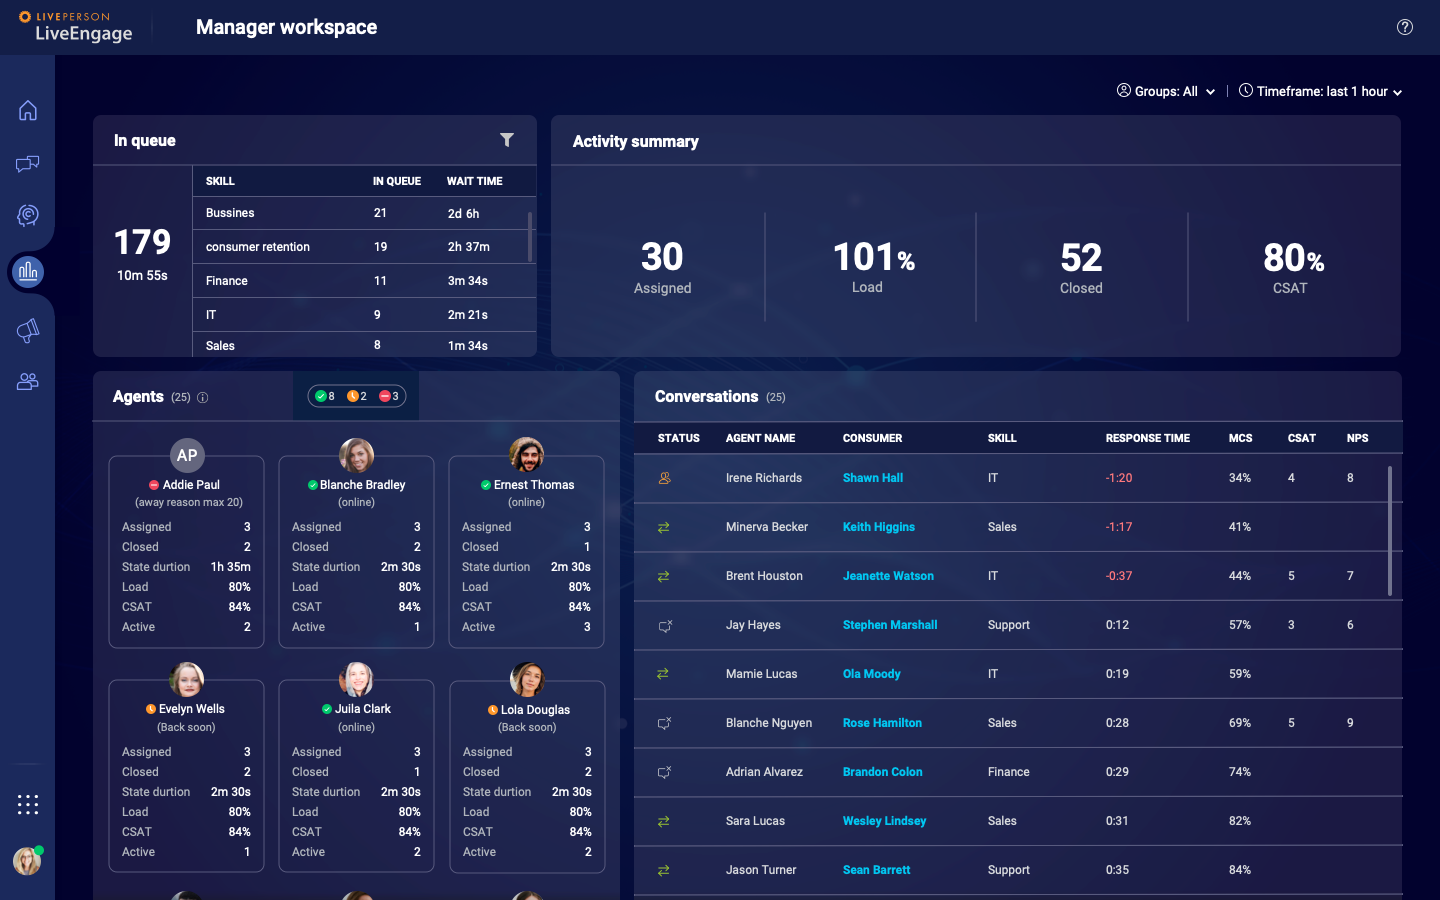 LIVEPERSON
LiveEngage
Manager workspace
Groups: All
Timeframe: last 1 hour
In queue
179
10m 55s
SKILL IN QUEUE WAIT TIME
Bussines 21 2d 6h
consumer retention 19 2h 37m
Finance 11 3m 34s
IT 9 2m 21s
Sales 8 1m 34s
Activity summary
30
Assigned
101%
Load
52
Closed
80%
CSAT
Agents (25)
8 2 3
AP
Addie Paul
(away reason max 20)
Assigned 3
Closed 2
State durtion 1h 35m
Load 80%
CSAT 84%
Active 2
Blanche Bradley
(online)
Assigned 3
Closed 2
State durtion 2m 30s
Load 80%
CSAT 84%
Active 1
Ernest Thomas
(online)
Assigned 3
Closed 1
State durtion 2m 30s
Load 80%
CSAT 84%
Active 3
Evelyn Wells
(Back soon)
Assigned 3
Closed 2
State durtion 2m 30s
Load 80%
CSAT 84%
Active 1
Juila Clark
(online)
Assigned 3
Closed 1
State durtion 2m 30s
Load 80%
CSAT 84%
Active 2
Lola Douglas
(Back soon)
Assigned 3
Closed 2
State durtion 2m 30s
Load 80%
CSAT 84%
Active 2
Conversations (25)
STATUS AGENT NAME CONSUMER SKILL RESPONSE TIME MCS CSAT NPS
Irene Richards Shawn Hall IT -1:20 34% 4 8
Minerva Becker Keith Higgins Sales -1:17 41%
Brent Houston Jeanette Watson IT -0:37 44% 5 7
Jay Hayes Stephen Marshall Support 0:12 57% 3 6
Mamie Lucas Ola Moody IT 0:19 59%
Blanche Nguyen Rose Hamilton Sales 0:28 69% 5 9
Adrian Alvarez Brandon Colon Finance 0:29 74%
Sara Lucas Wesley Lindsey Sales 0:31 82%
Jason Turner Sean Barrett Support 0:35 84%